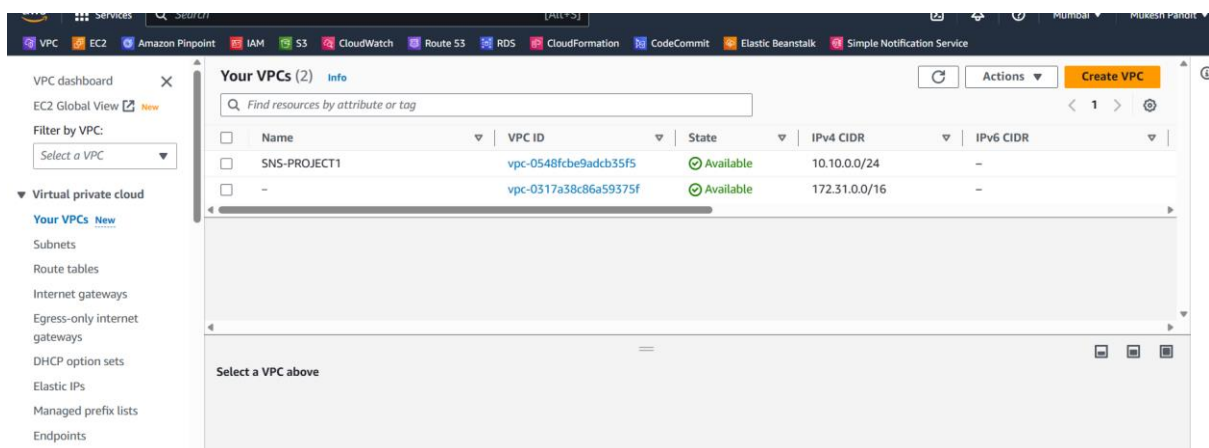 Services Search [Alt+S] Mumbai ▼ Mukesh Pandit ▼
VPC EC2 Amazon Pinpoint IAM S3 CloudWatch Route 53 RDS CloudFormation CodeCommit Elastic Beanstalk Simple Notification Service
VPC dashboard
EC2 Global View New
Filter by VPC:
Select a VPC
Virtual private cloud
Your VPCs New
Subnets
Route tables
Internet gateways
Egress-only internet
gateways
DHCP option sets
Elastic IPs
Managed prefix lists
Endpoints
Your VPCs (2) Info Actions Create VPC
Find resources by attribute or tag 1
Name VPC ID State IPv4 CIDR IPv6 CIDR
SNS-PROJECT1 vpc-0548fcbe9adcb35f5 Available 10.10.0.0/24 –
– vpc-0317a38c86a59375f Available 172.31.0.0/16 –
Select a VPC above